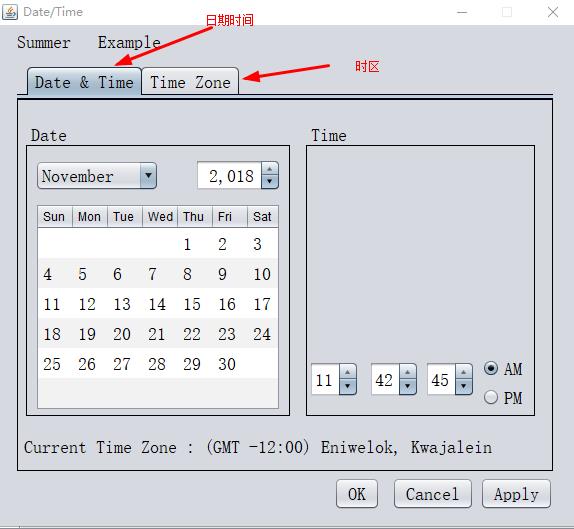 Date/Time
日期时间
Summer Example
时区
Date & Time Time Zone
Date Time
November 2,018
Sun Mon Tue Wed Thu Fri Sat
1 2 3
4 5 6 7 8 9 10
11 12 13 14 15 16 17
18 19 20 21 22 23 24
25 26 27 28 29 30
11 42 45 AM
PM
Current Time Zone : (GMT -12:00) Eniwelok, Kwajalein
OK Cancel Apply